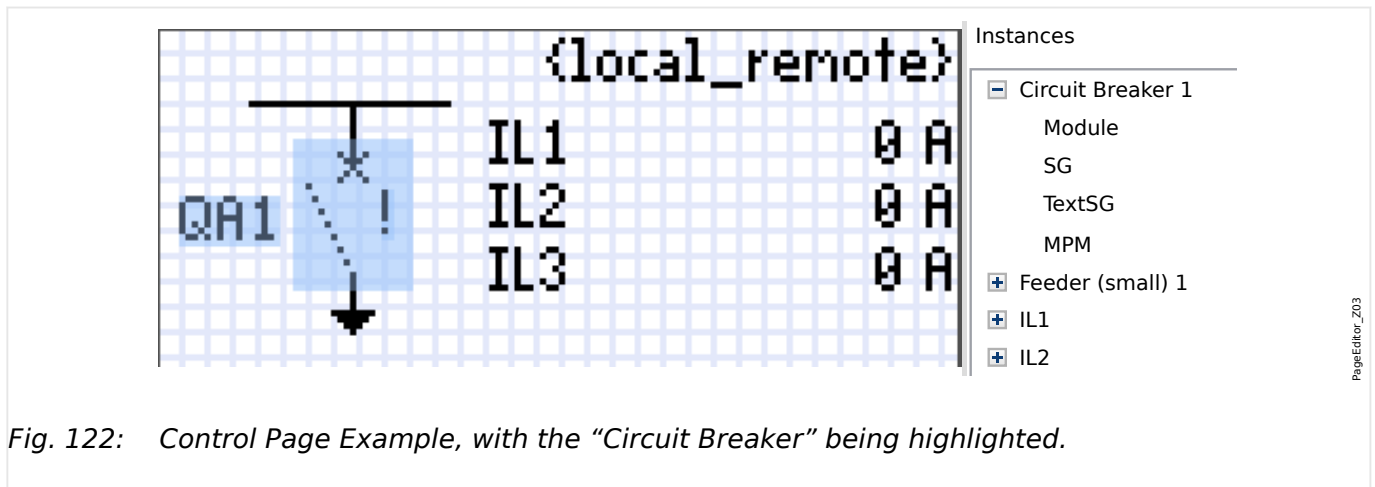 {local_remote}
QA1
!
IL1 0 A
IL2 0 A
IL3 0 A
Instances
Circuit Breaker 1
Module
SG
TextSG
MPM
Feeder (small) 1
IL1
IL2
PageEditor_Z03
Fig. 122: Control Page Example, with the “Circuit Breaker” being highlighted.